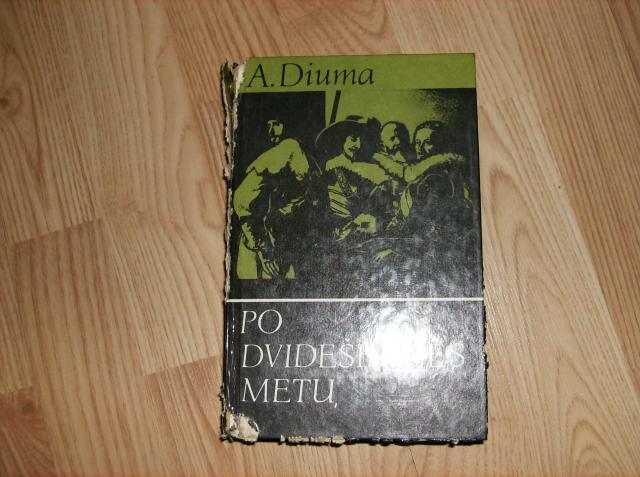 A. Diuma
PO
DVIDEŠIMTIES
METŲ